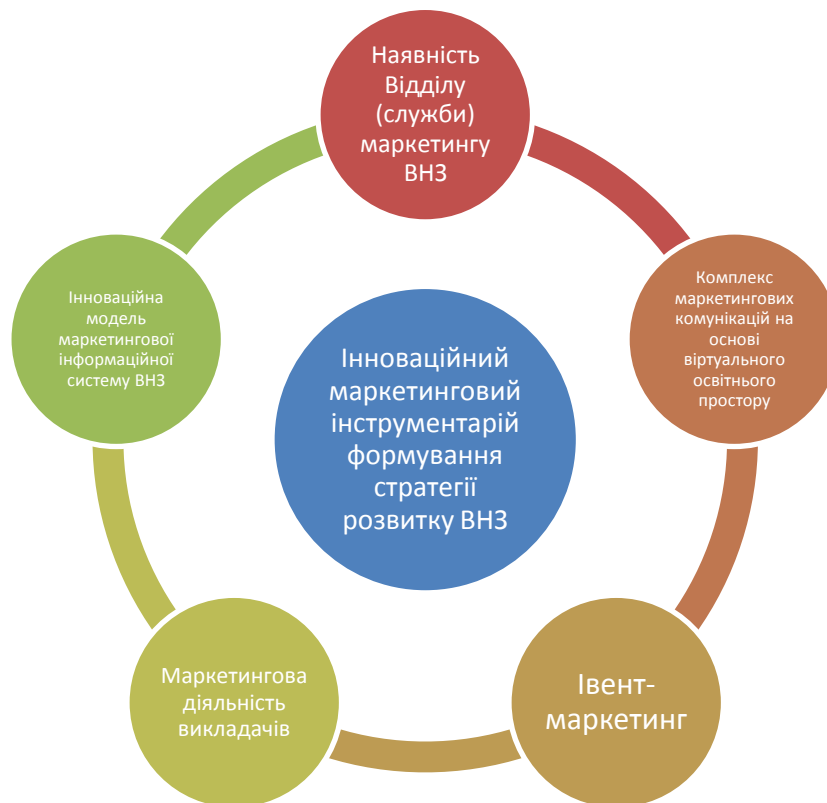 Наявність
Відділу
(служби)
маркетингу
ВНЗ
Комплекс
маркетингових
комунікацій на
основі
віртуального
освітнього
простору
Івент-
маркетинг
Маркетингова
діяльність
викладачів
Інноваційна
модель
маркетингової
інформаційної
систему ВНЗ
Інноваційний
маркетинговий
інструментарій
формування
стратегії
розвитку ВНЗ